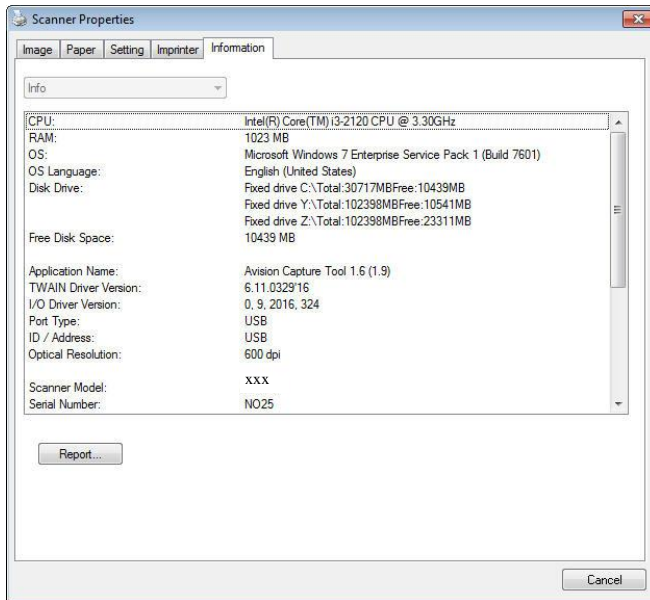 Scanner Properties
Image Paper Setting Imprinter Information
Info
CPU: Intel(R) Core(TM) i3-2120 CPU @ 3.30GHz
RAM: 1023 MB
OS: Microsoft Windows 7 Enterprise Service Pack 1 (Build 7601)
OS Language: English (United States)
Disk Drive: Fixed drive C:\Total:30717MBFree:10439MB
Fixed drive Y:\Total:102398MBFree:10541MB
Fixed drive Z:\Total:102398MBFree:23311MB
Free Disk Space: 10439 MB
Application Name: Avision Capture Tool 1.6 (1.9)
TWAIN Driver Version: 6.11.0329'16
I/O Driver Version: 0, 9, 2016, 324
Port Type: USB
ID / Address: USB
Optical Resolution: 600 dpi
Scanner Model: xxx
Serial Number: NO25
Report...
Cancel